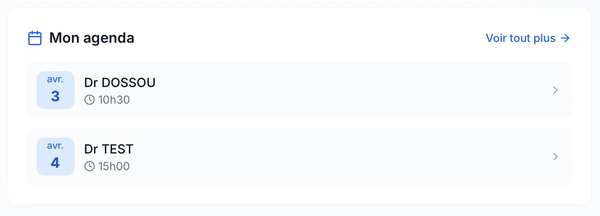 Mon agenda
Voir tout plus →
avr.
3
Dr DOSSOU
10h30
avr.
4
Dr TEST
15h00